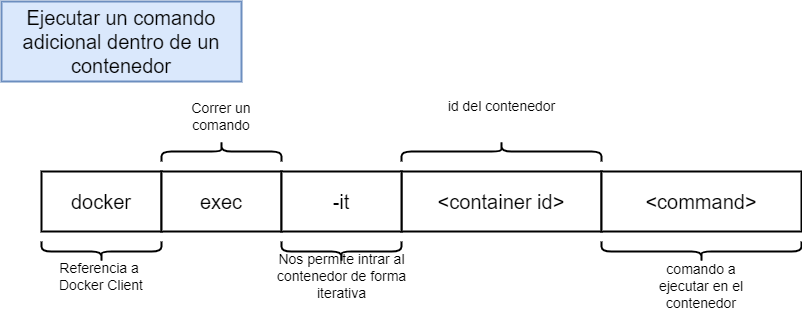 Ejecutar un comando
adicional dentro de un
contenedor
Correr un
comando
id del contenedor
docker
exec
-it
<container id>
<command>
Referencia a
Docker Client
Nos permite intrar al
contenedor de forma
iterativa
comando a
ejecutar en el
contenedor